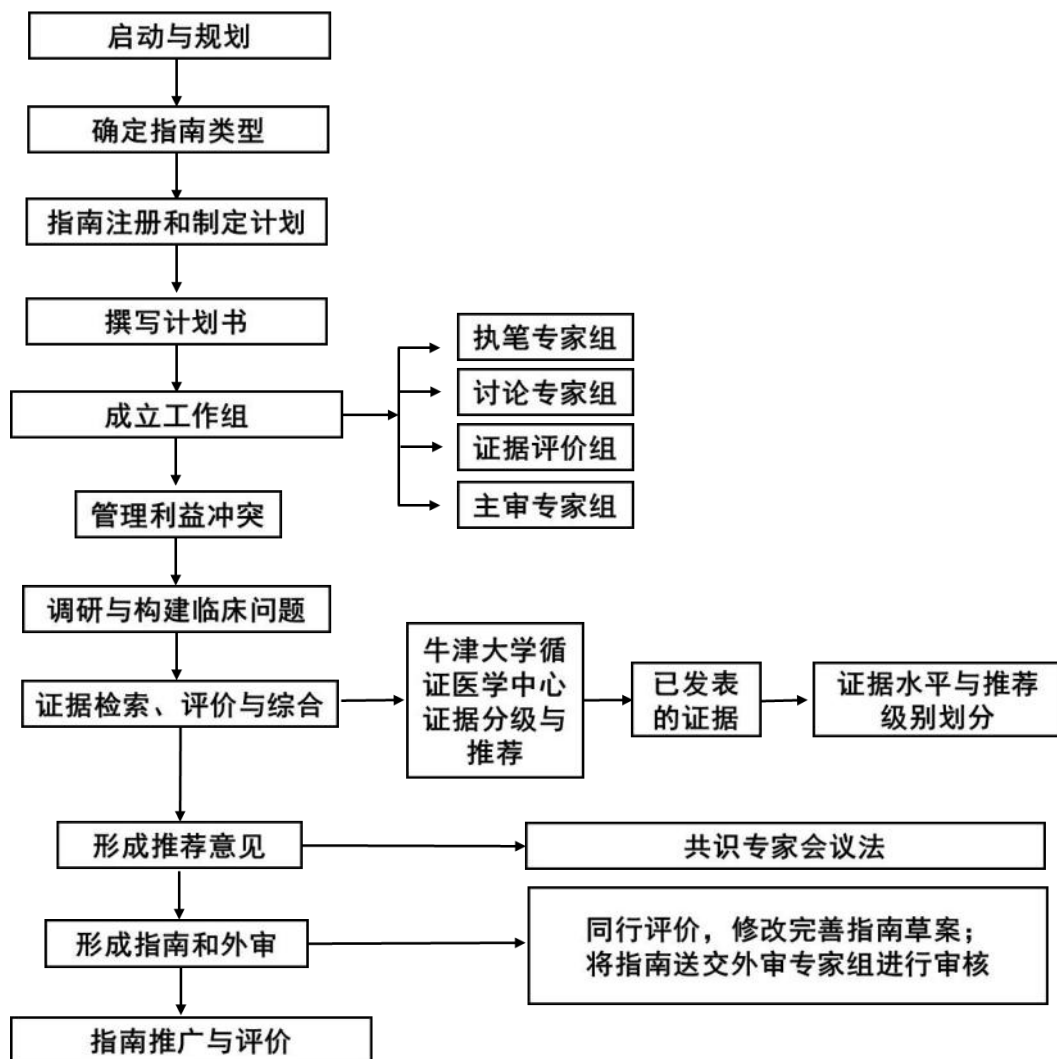 启动与规划
确定指南类型
指南注册和制定计划
撰写计划书
成立工作组
执笔专家组
讨论专家组
证据评价组
主审专家组
管理利益冲突
调研与构建临床问题
证据检索、评价与综合
牛津大学循
证医学中心
证据分级与
推荐
已发表
的证据
证据水平与推荐
级别划分
形成推荐意见
共识专家会议法
形成指南和外审
同行评价，修改完善指南草案；
将指南送交外审专家组进行审核
指南推广与评价